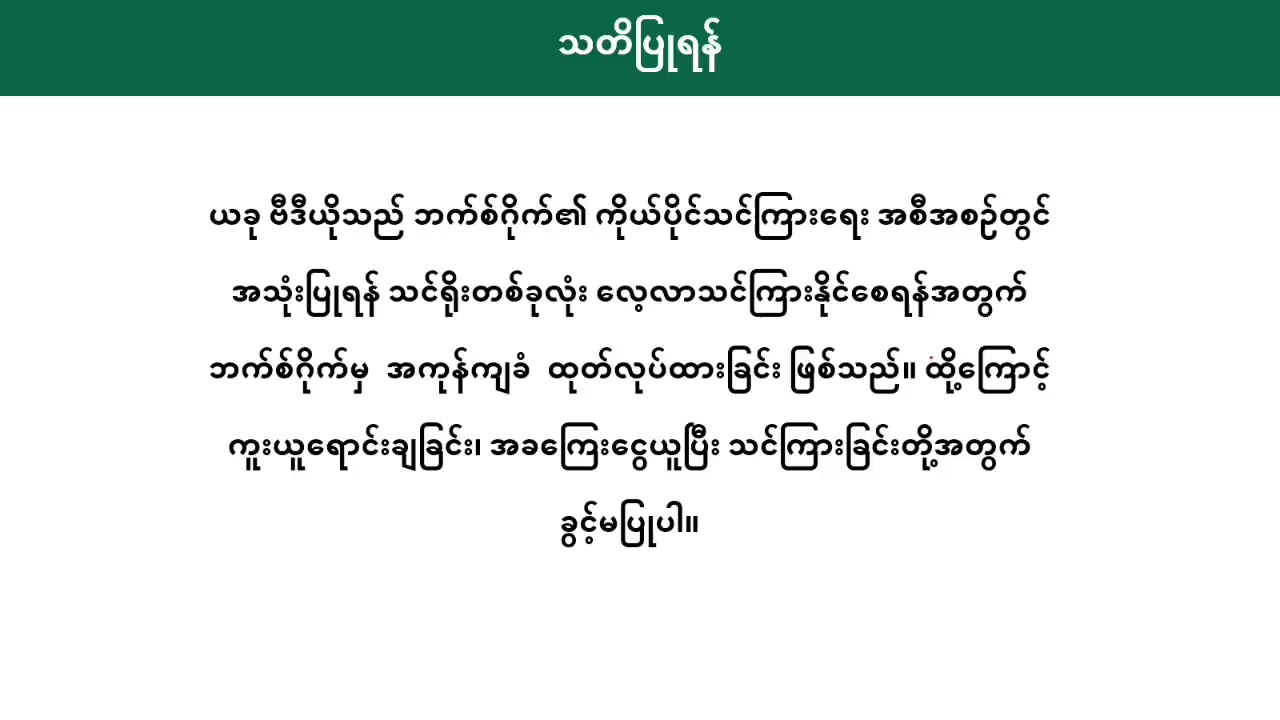 သတိပြုရန်
ယခု ဗီဒီယိုသည် ဘက်စ်ဂိုက်၏ ကိုယ်ပိုင်သင်ကြားရေး အစီအစဉ်တွင်
အသုံးပြုရန် သင်ရိုးတစ်ခုလုံး လေ့လာသင်ကြားနိုင်စေရန်အတွက်
ဘက်စ်ဂိုက်မှ အကုန်ကျခံ ထုတ်လုပ်ထားခြင်း ဖြစ်သည်။ ထို့ကြောင့်
ကူးယူရောင်းချခြင်း၊ အခကြေးငွေယူပြီး သင်ကြားခြင်းတို့အတွက်
ခွင့်မပြုပါ။